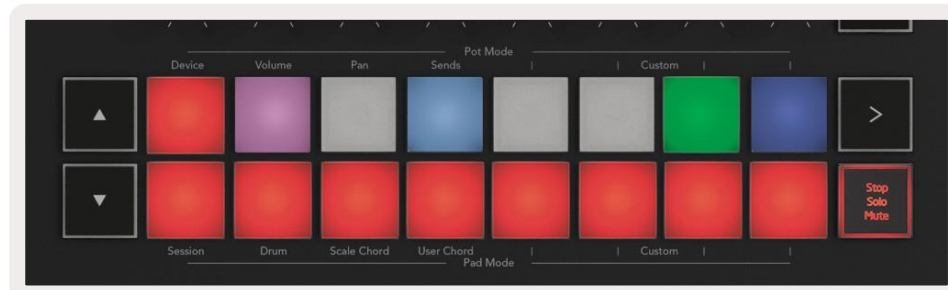 Pot Mode
Device Volume Pan Sends Custom
>
Stop
Solo
Mute
Session Drum Scale Chord User Chord Custom
Pad Mode